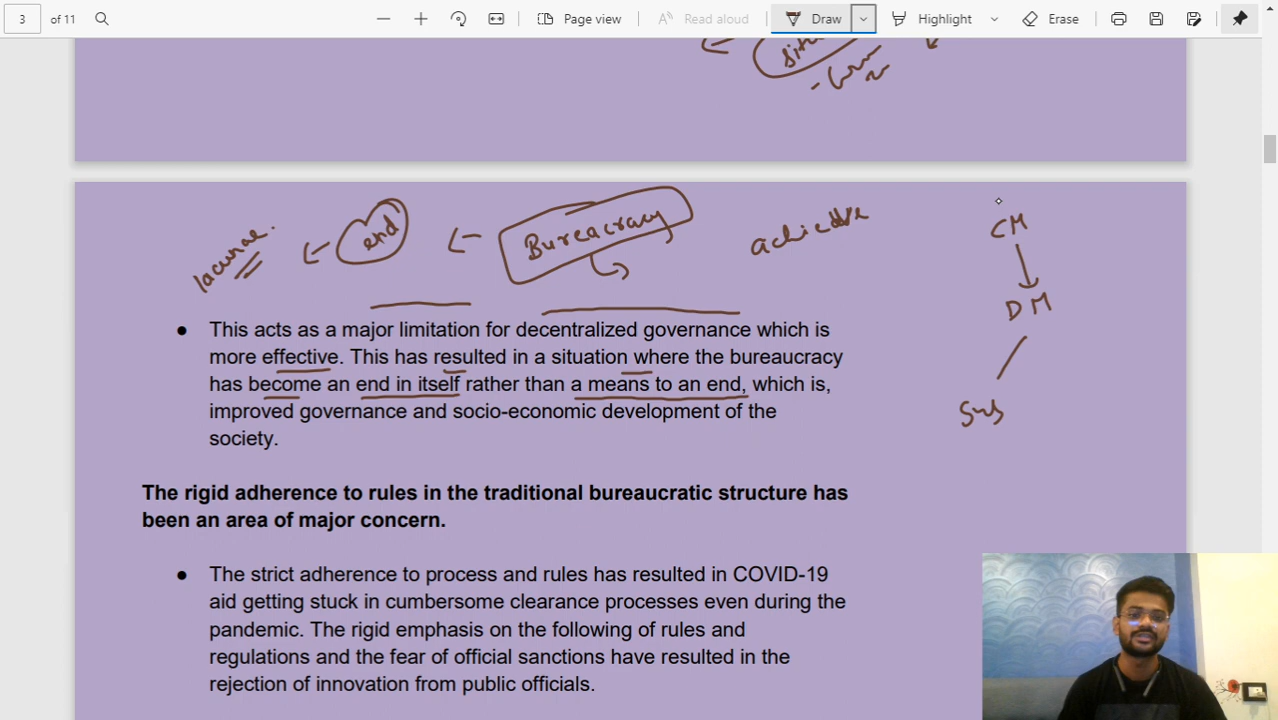 3 of 11 Page view Read aloud Draw Highlight Erase
lacunae. end Bureacracy achieve CM
DM
Sub
• This acts as a major limitation for decentralized governance which is
more effective. This has resulted in a situation where the bureaucracy
has become an end in itself rather than a means to an end, which is,
improved governance and socio-economic development of the
society.
The rigid adherence to rules in the traditional bureaucratic structure has
been an area of major concern.
• The strict adherence to process and rules has resulted in COVID-19
aid getting stuck in cumbersome clearance processes even during the
pandemic. The rigid emphasis on the following of rules and
regulations and the fear of official sanctions have resulted in the
rejection of innovation from public officials.